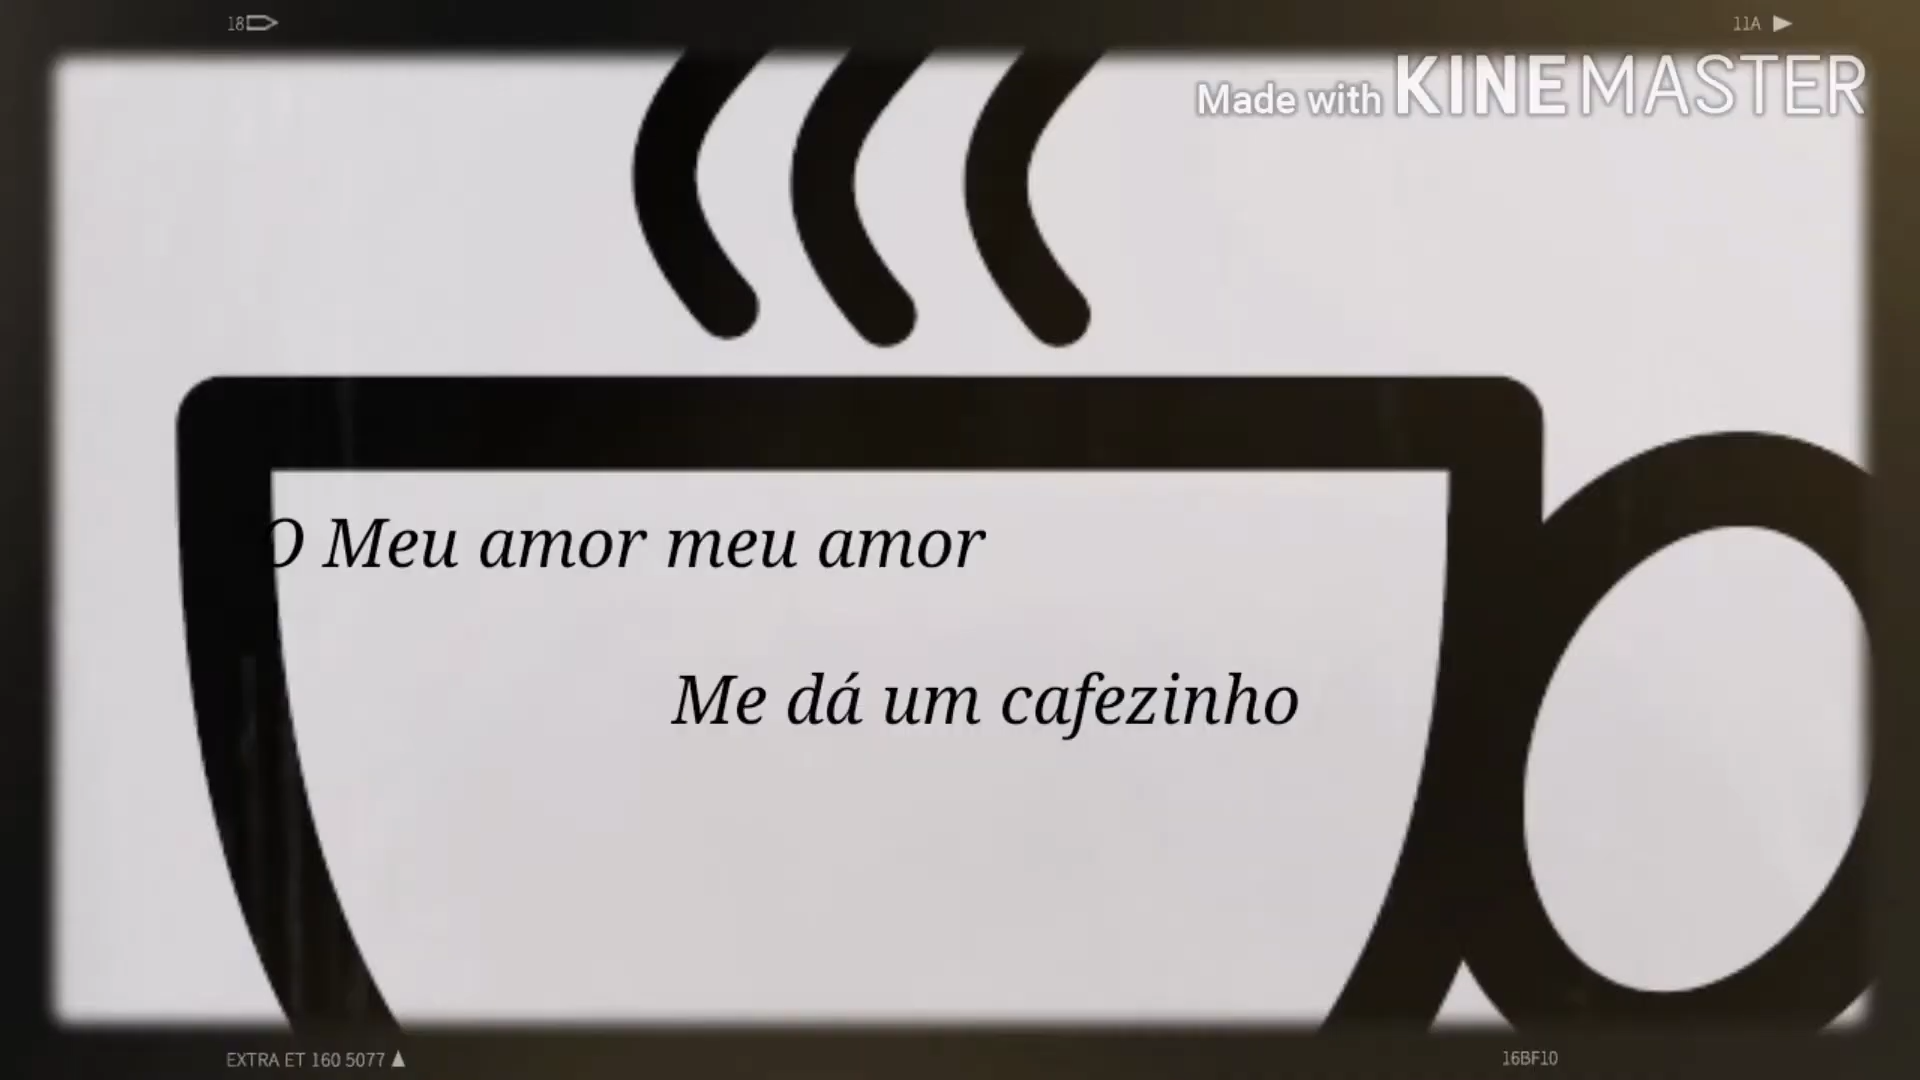 18
11A
Made with KINEMASTER
O Meu amor meu amor
Me dá um cafezinho
EXTRA ET 160 5077
16BF10